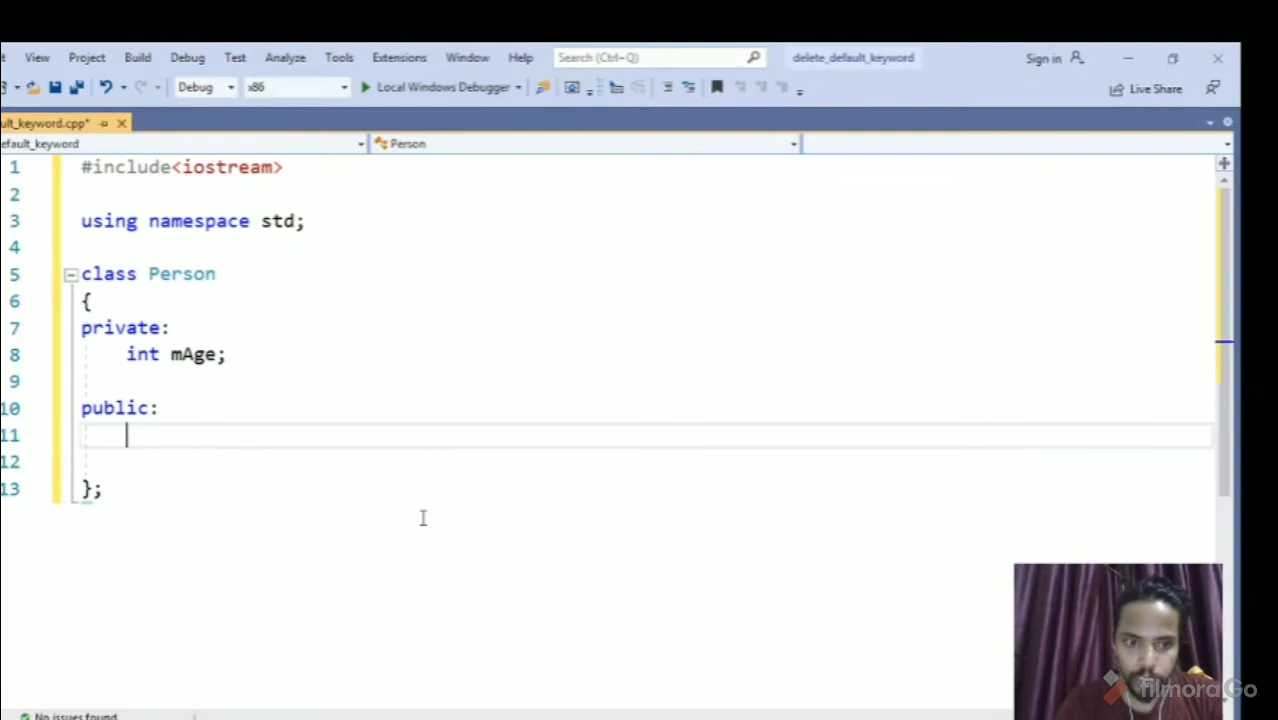 View Project Build Debug Test Analyze Tools Extensions Window Help Search (Ctrl+Q) delete_default_keyword Sign in
Debug x86 Local Windows Debugger Live Share
ult_keyword.cpp*
efault_keyword Person
1 #include<iostream>
2
3 using namespace std;
4
5 class Person
6 {
7 private:
8 int mAge;
9
10 public:
11
12
13 };
No issues found
filmoraGo